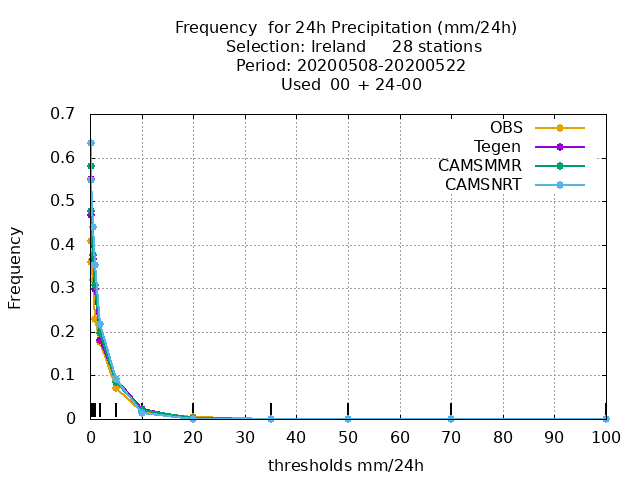 Frequency  for 24h Precipitation (mm/24h)
Selection: Ireland     28 stations
Period: 20200508-20200522
Used  00 + 24-00
OBS
Tegen
CAMSMMR
CAMSNRT
Frequency
0.7
0.6
0.5
0.4
0.3
0.2
0.1
0
0 10 20 30 40 50 60 70 80 90 100
thresholds mm/24h